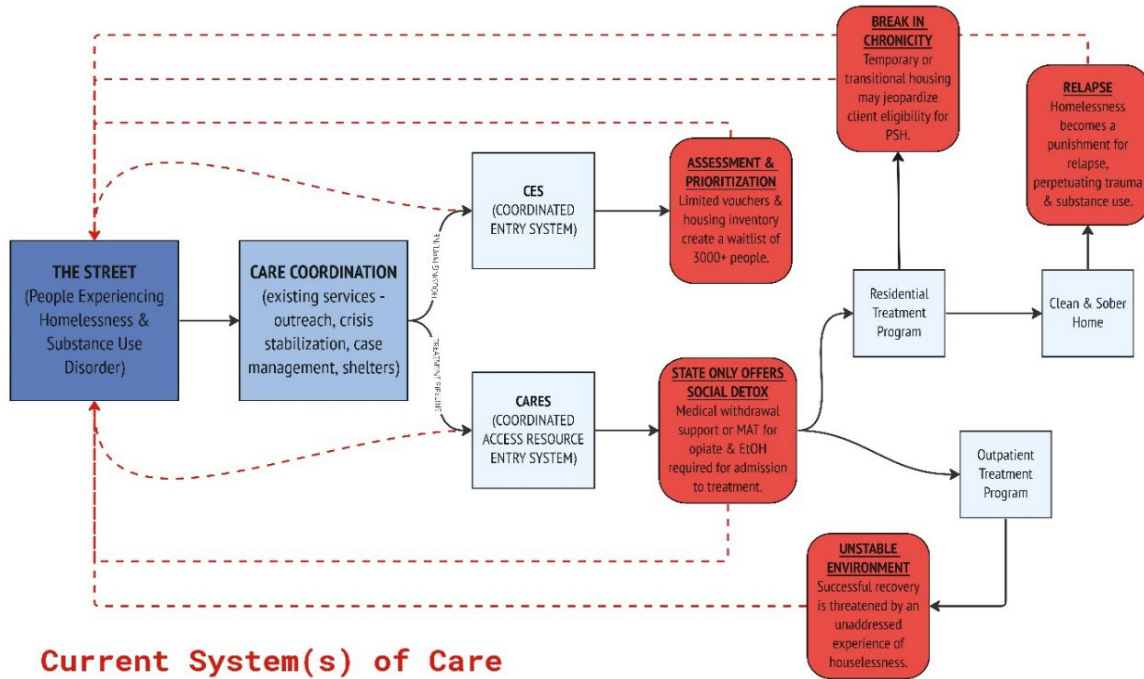 BREAK IN
CHRONICITY
Temporary or
transitional housing
may jeopardize
client eligibility for
PSH.
RELAPSE
Homelessness
becomes a
punishment for
relapse,
perpetuating trauma
& substance use.
ASSESSMENT &
PRIORITIZATION
Limited vouchers &
housing inventory
create a waitlist of
3000+ people.
CES
(COORDINATED
ENTRY SYSTEM)
THE STREET
(People Experiencing
Homelessness &
Substance Use
Disorder)
CARE COORDINATION
(existing services -
outreach, crisis
stabilization, case
management, shelters)
TREATMENT PIPELINE
Residential
Treatment
Program
Clean & Sober
Home
CARES
(COORDINATED
ACCESS RESOURCE
ENTRY SYSTEM)
STATE ONLY OFFERS
SOCIAL DETOX
Medical withdrawal
support or MAT for
opiate & EtOH
required for admission
to treatment.
Outpatient
Treatment
Program
UNSTABLE
ENVIRONMENT
Successful recovery
is threatened by an
unaddressed
experience of
houselessness.
Current System(s) of Care